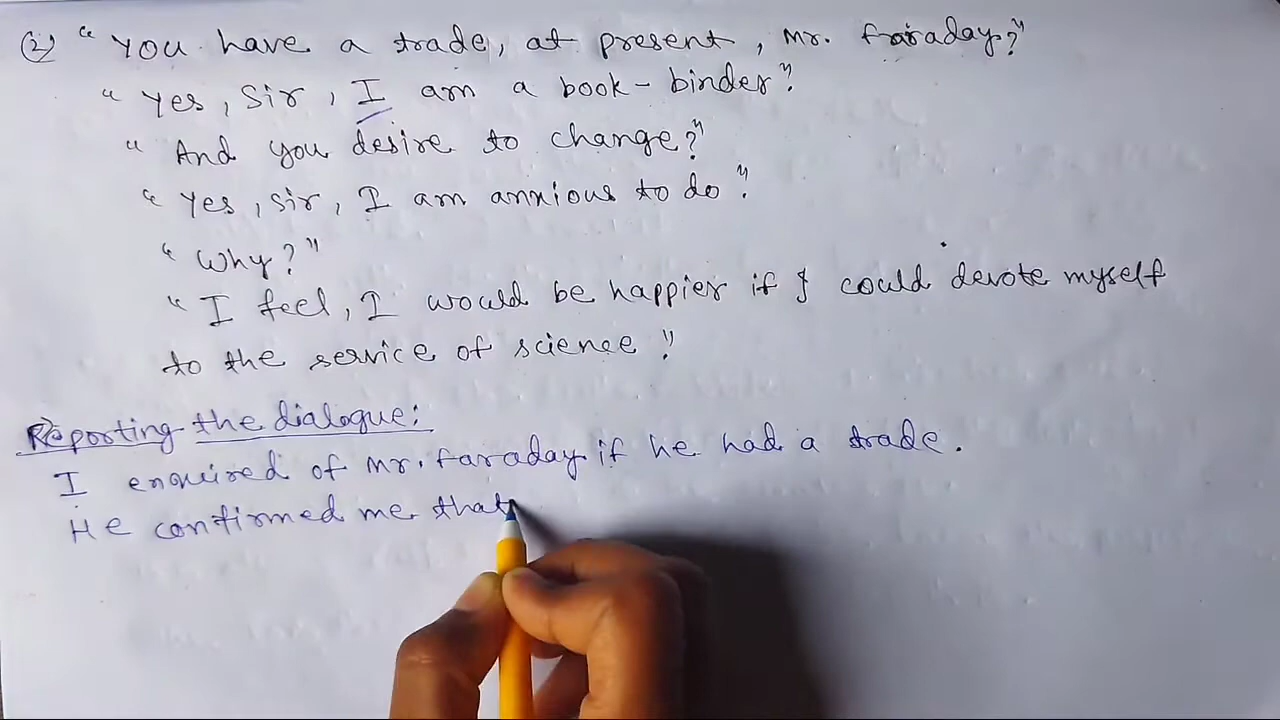 (2) "You have a trade, at present, Mr. Faraday?"
"Yes, Sir, I am a book-binder".
"And you desire to change?"
"Yes, sir, I am anxious to do".
"Why?"
"I feel, I would be happier if I could devote myself
to the service of science".
Reporting the dialogue:
I enquired of Mr. Faraday if he had a trade.
He confirmed me that